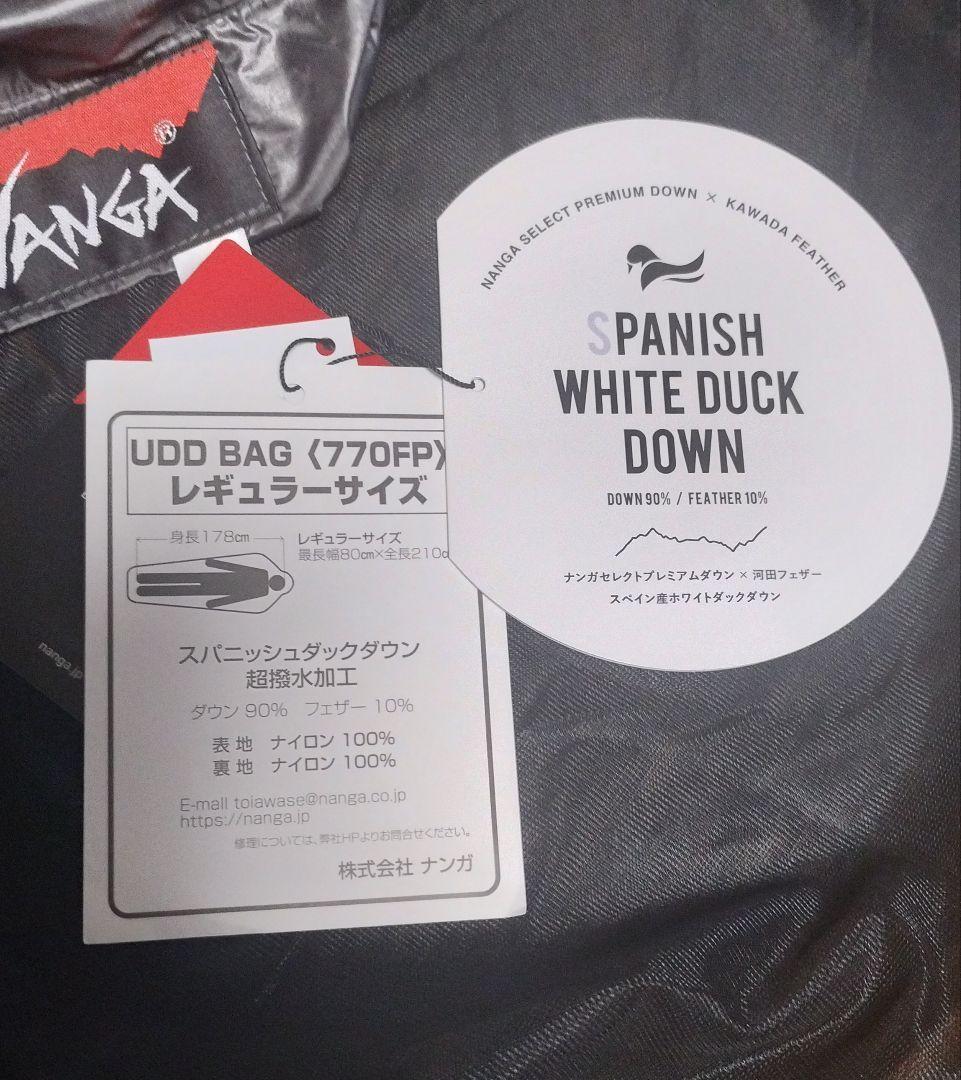 NANGA
®
NANGA SELECT PREMIUM DOWN × KAWADA FEATHER
SPANISH
WHITE DUCK
DOWN
DOWN 90% / FEATHER 10%
ナンガセレクトプレミアムダウン × 河田フェザー
スペイン産ホワイトダックダウン
UDD BAG〈770FP〉
レギュラーサイズ
身長178㎝
レギュラーサイズ
最長幅80㎝×全長210
スパニッシュダックダウン
超撥水加工
ダウン 90% フェザー 10%
表 地 ナイロン 100%
裏 地 ナイロン 100%
E-mail toiawase@nanga.co.jp
https://nanga.jp
修理については、弊社HPよりお問合せください。
株式会社 ナンガ
nanga.jp